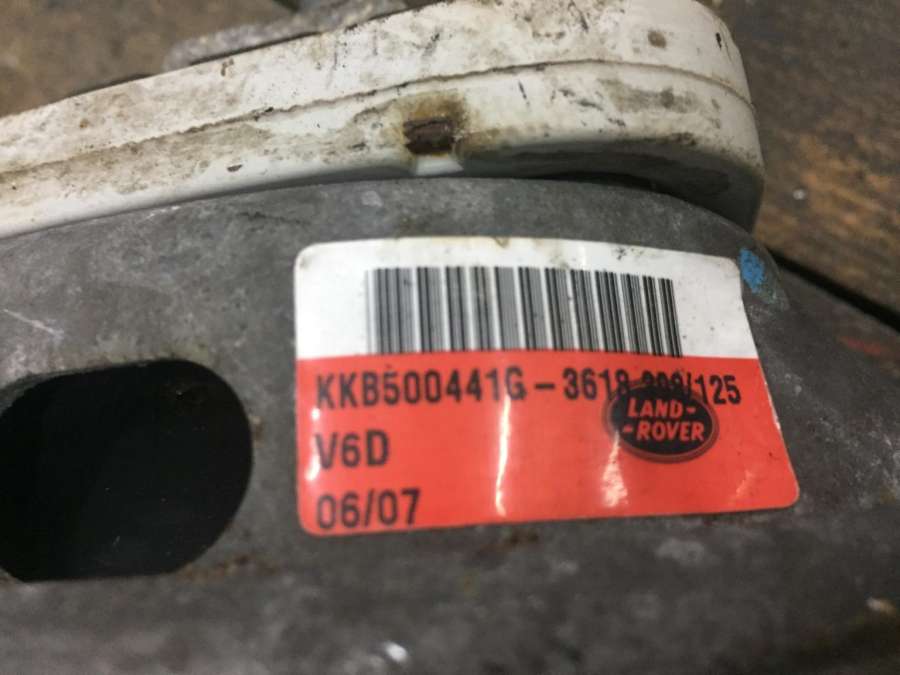 KKB500441G-3618 /125
LAND-
-ROVER
V6D
06/07